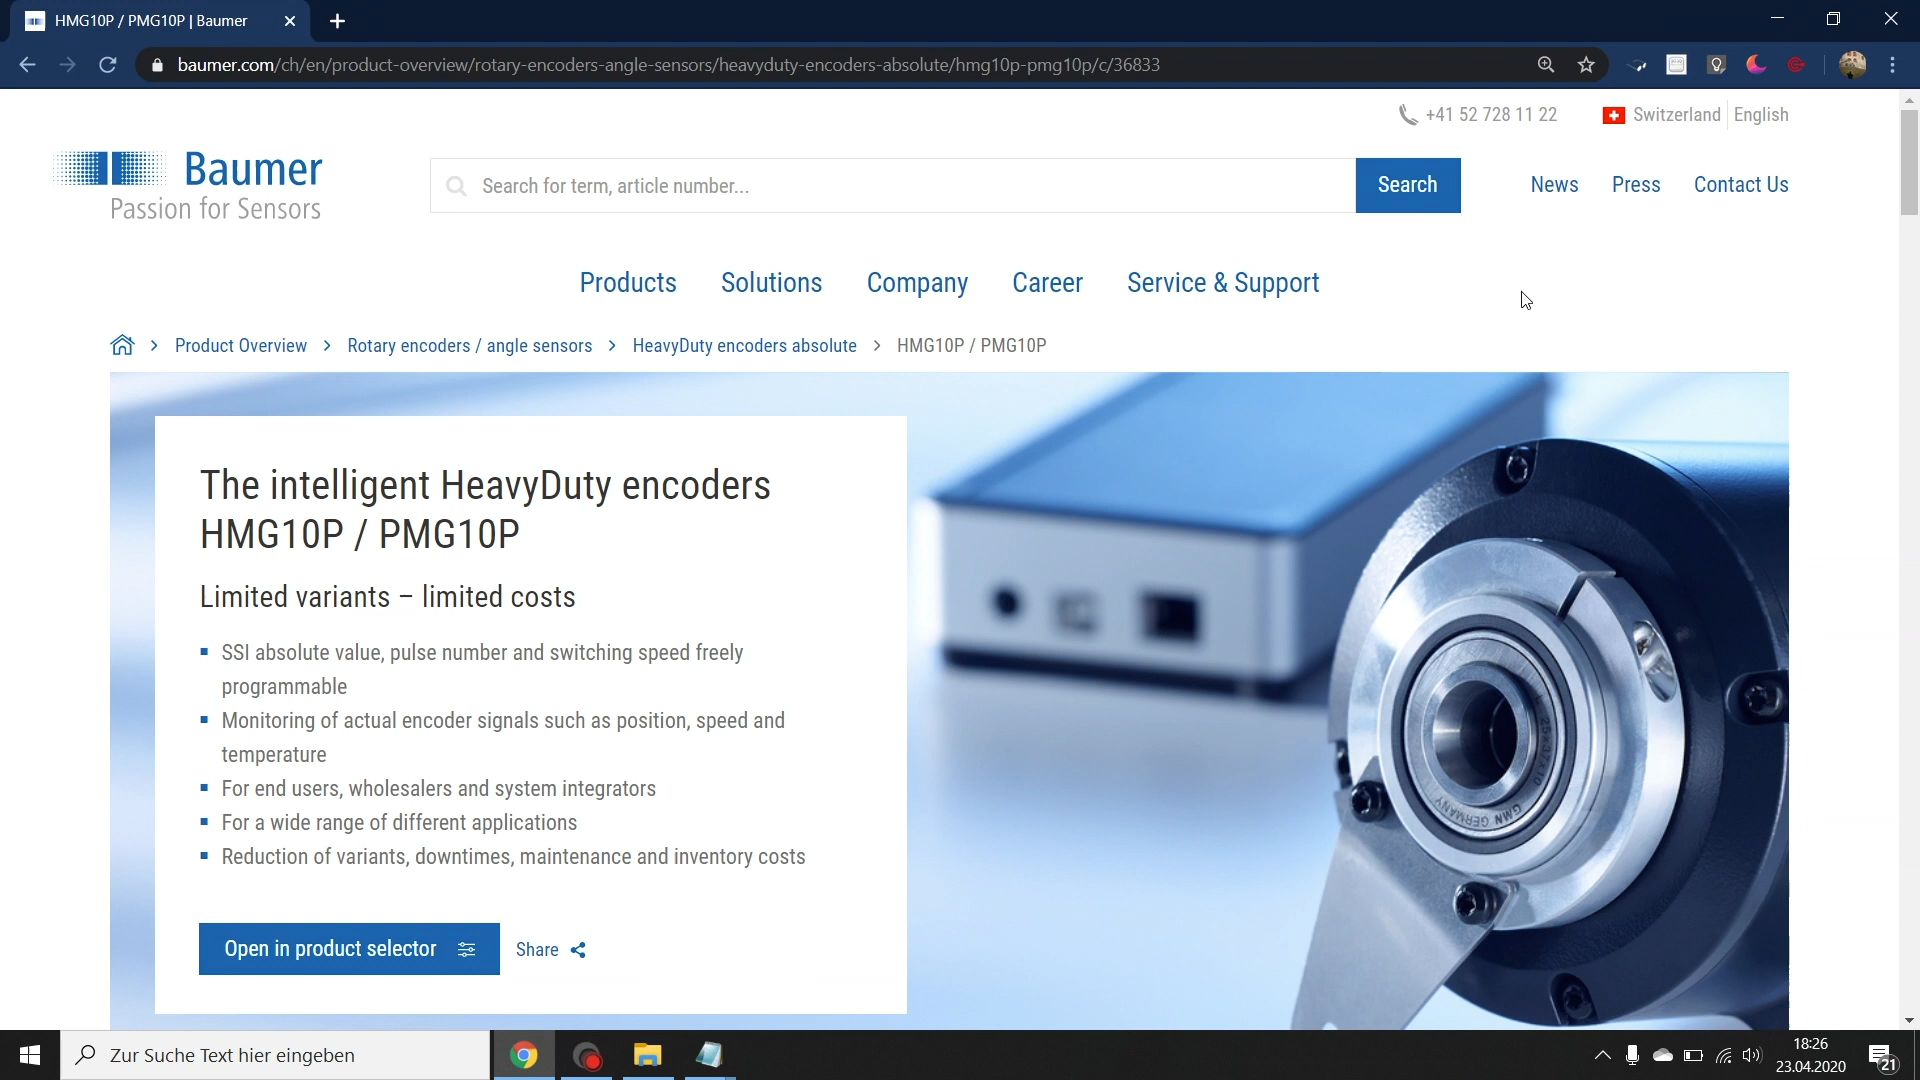 HMG10P / PMG10P | Baumer
baumer.com/ch/en/product-overview/rotary-encoders-angle-sensors/heavyduty-encoders-absolute/hmg10p-pmg10p/c/36833
+41 52 728 11 22
Switzerland English
Baumer
Passion for Sensors
Search for term, article number...
Search
News Press Contact Us
Products Solutions Company Career Service & Support
Product Overview > Rotary encoders / angle sensors > HeavyDuty encoders absolute > HMG10P / PMG10P
The intelligent HeavyDuty encoders
HMG10P / PMG10P
Limited variants – limited costs
SSI absolute value, pulse number and switching speed freely
programmable
Monitoring of actual encoder signals such as position, speed and
temperature
For end users, wholesalers and system integrators
For a wide range of different applications
Reduction of variants, downtimes, maintenance and inventory costs
Open in product selector
Share
GMN GERMANY
Zur Suche Text hier eingeben
18:26
23.04.2020
21